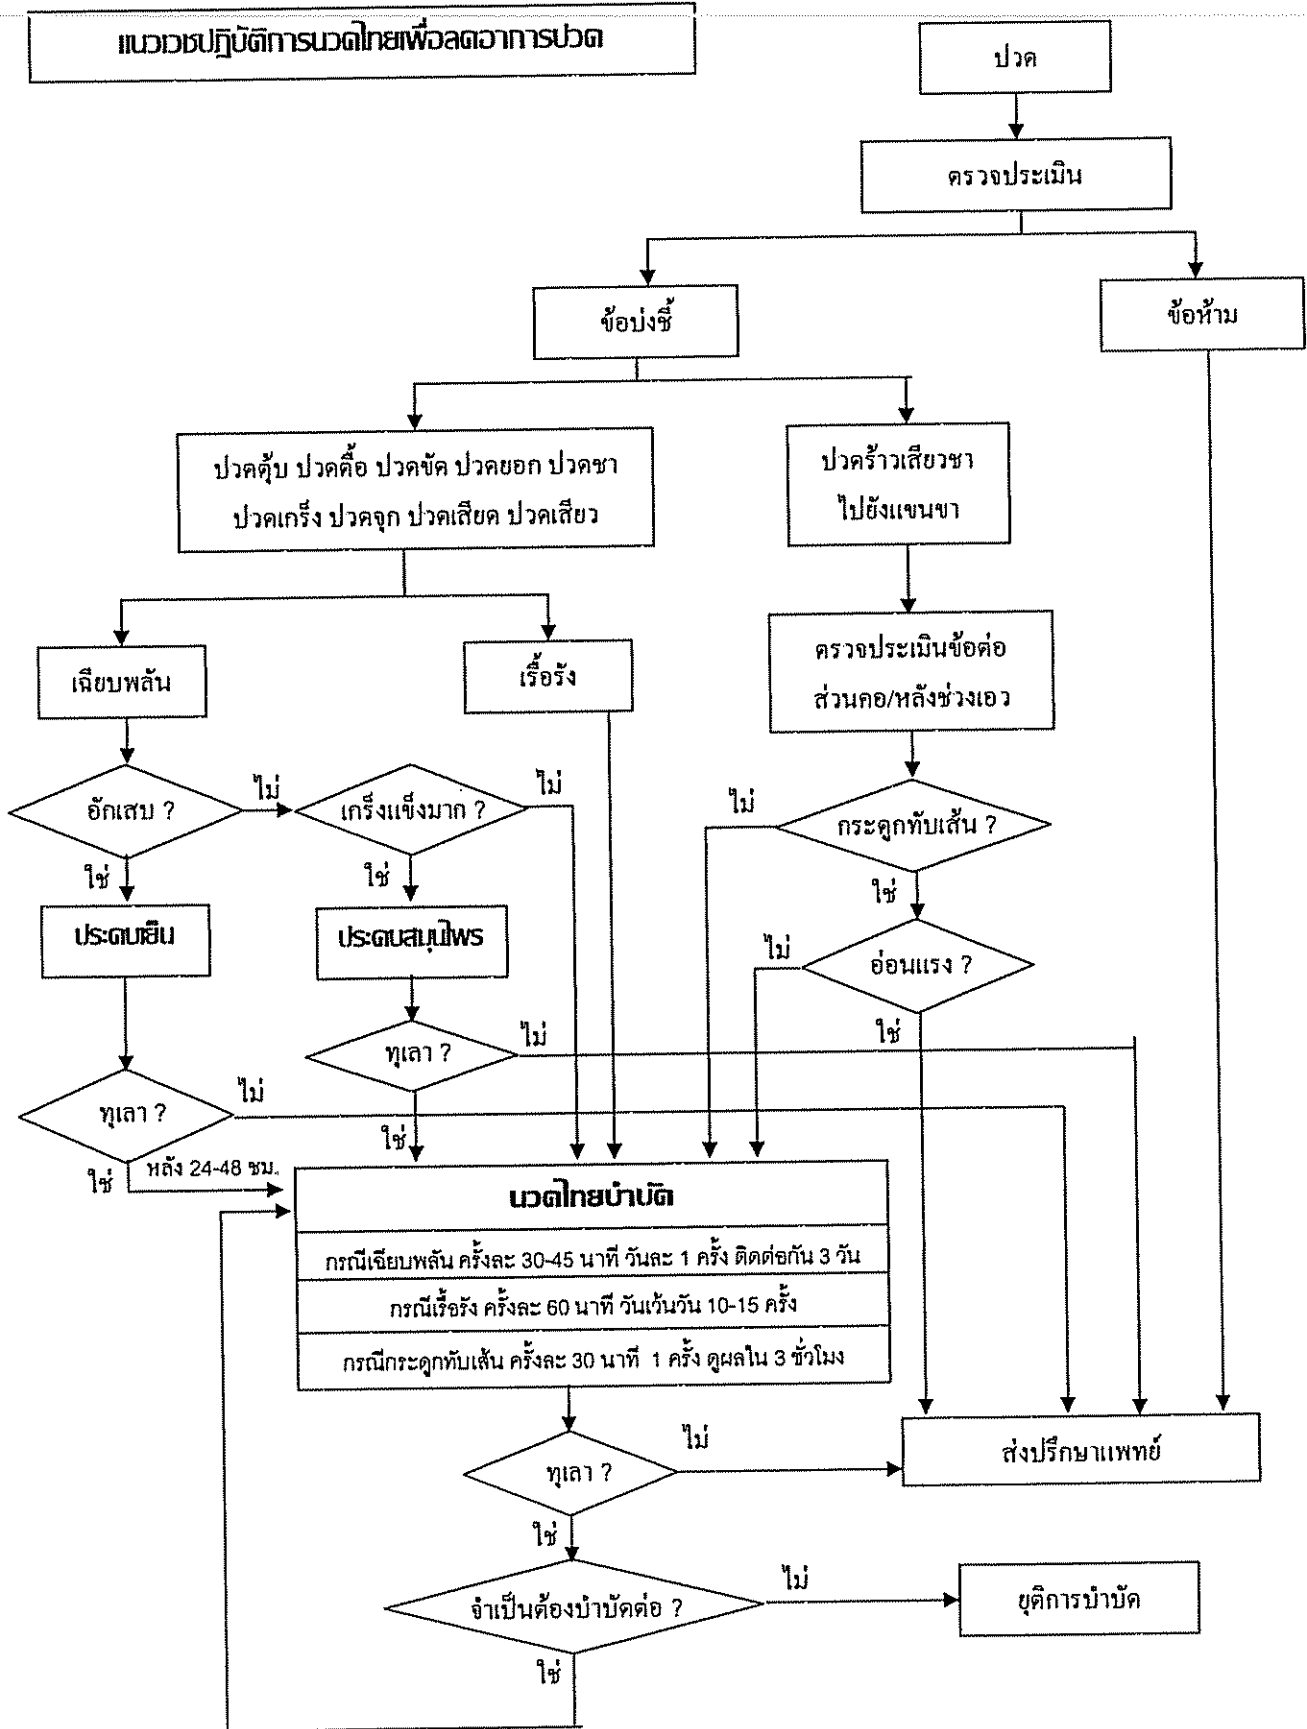 แนวเวชปฏิบัติการนวดไทยเพื่อลดอาการปวด
ปวด
ตรวจประเมิน
ข้อบ่งชี้
ข้อห้าม
ปวดตุ้บ ปวดตื้อ ปวดขัด ปวดยอก ปวดชา
ปวดเกร็ง ปวดจุก ปวดเสียด ปวดเสียว
ปวดร้าวเสียวชา
ไปยังแขนขา
เฉียบพลัน
เรื้อรัง
ตรวจประเมินข้อต่อ
ส่วนคอ/หลังช่วงเอว
อักเสบ ?
ไม่
เกร็งแข็งมาก ?
ไม่
ไม่
กระดูกทับเส้น ?
ใช่
ใช่
ใช่
ประคบเย็น
ประคบสมุนไพร
ไม่
อ่อนแรง ?
ใช่
ทุเลา ?
ไม่
ทุเลา ?
ไม่
ใช่
ใช่
หลัง 24-48 ชม.
นวดไทยบำบัด
กรณีเฉียบพลัน ครั้งละ 30-45 นาที วันละ 1 ครั้ง ติดต่อกัน 3 วัน
กรณีเรื้อรัง ครั้งละ 60 นาที วันเว้นวัน 10-15 ครั้ง
กรณีกระดูกทับเส้น ครั้งละ 30 นาที 1 ครั้ง ดูผลใน 3 ชั่วโมง
ทุเลา ?
ไม่
ส่งปรึกษาแพทย์
ใช่
จำเป็นต้องบำบัดต่อ ?
ไม่
ยุติการบำบัด
ใช่